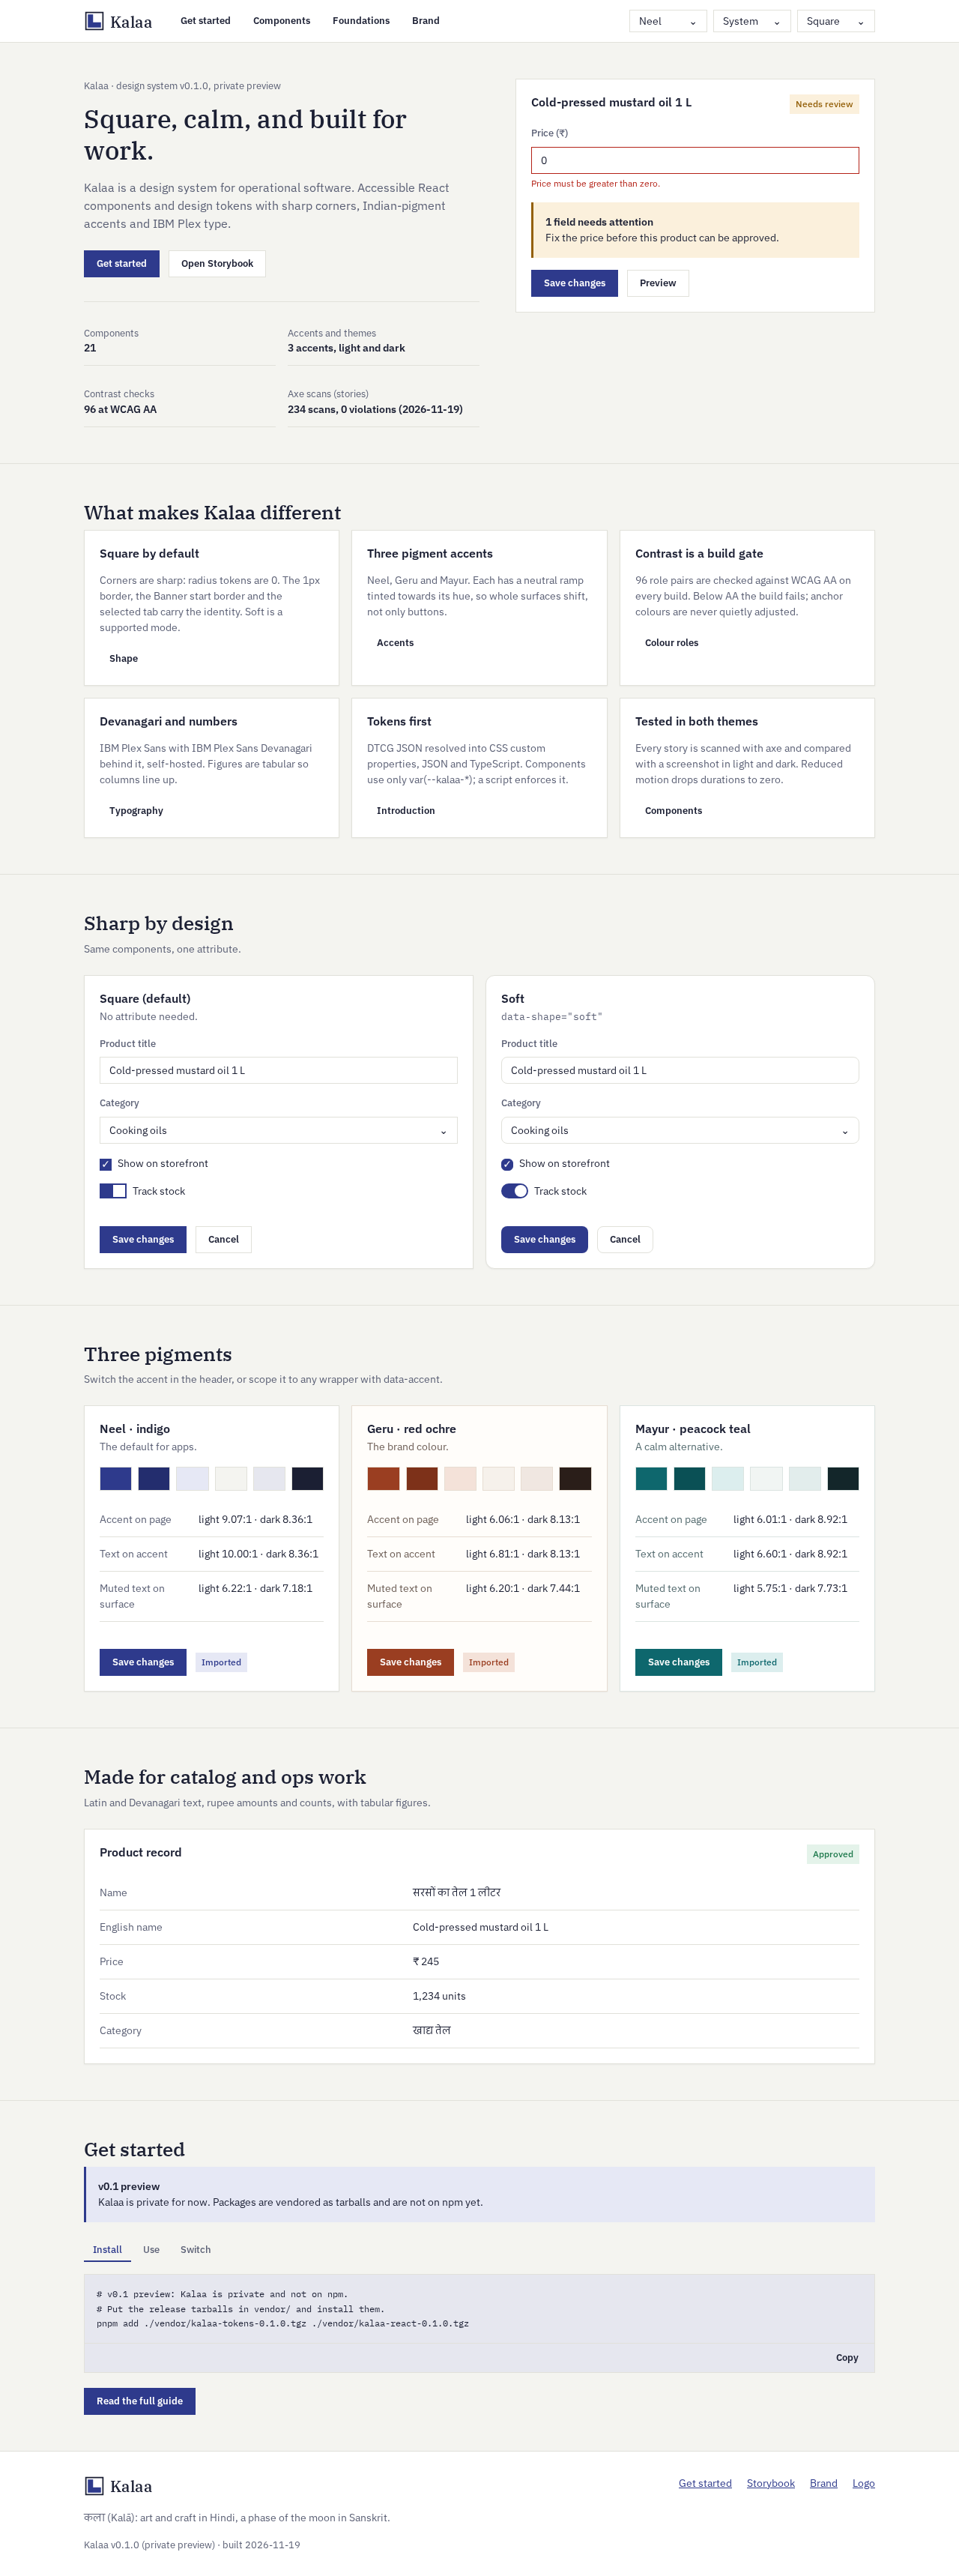 Kalaa
Get started
Components
Foundations
Brand
Neel
System
Square
Kalaa · design system v0.1.0, private preview
Square, calm, and built for
work.
Kalaa is a design system for operational software. Accessible React
components and design tokens with sharp corners, Indian-pigment
accents and IBM Plex type.
Get started
Open Storybook
Components
21
Accents and themes
3 accents, light and dark
Contrast checks
96 at WCAG AA
Axe scans (stories)
234 scans, 0 violations (2026-11-19)
Cold-pressed mustard oil 1 L
Needs review
Price (₹)
0
Price must be greater than zero.
1 field needs attention
Fix the price before this product can be approved.
Save changes
Preview
What makes Kalaa different
Square by default
Corners are sharp: radius tokens are 0. The 1px
border, the Banner start border and the
selected tab carry the identity. Soft is a
supported mode.
Shape
Three pigment accents
Neel, Geru and Mayur. Each has a neutral ramp
tinted towards its hue, so whole surfaces shift,
not only buttons.
Accents
Contrast is a build gate
96 role pairs are checked against WCAG AA on
every build. Below AA the build fails; anchor
colours are never quietly adjusted.
Colour roles
Devanagari and numbers
IBM Plex Sans with IBM Plex Sans Devanagari
behind it, self-hosted. Figures are tabular so
columns line up.
Typography
Tokens first
DTCG JSON resolved into CSS custom
properties, JSON and TypeScript. Components
use only var(--kalaa-*); a script enforces it.
Introduction
Tested in both themes
Every story is scanned with axe and compared
with a screenshot in light and dark. Reduced
motion drops durations to zero.
Components
Sharp by design
Same components, one attribute.
Square (default)
No attribute needed.
Product title
Cold-pressed mustard oil 1 L
Category
Cooking oils
Show on storefront
Track stock
Save changes
Cancel
Soft
data-shape="soft"
Product title
Cold-pressed mustard oil 1 L
Category
Cooking oils
Show on storefront
Track stock
Save changes
Cancel
Three pigments
Switch the accent in the header, or scope it to any wrapper with data-accent.
Neel · indigo
The default for apps.
Accent on page light 9.07:1 · dark 8.36:1
Text on accent light 10.00:1 · dark 8.36:1
Muted text on light 6.22:1 · dark 7.18:1
surface
Save changes
Imported
Geru · red ochre
The brand colour.
Accent on page light 6.06:1 · dark 8.13:1
Text on accent light 6.81:1 · dark 8.13:1
Muted text on light 6.20:1 · dark 7.44:1
surface
Save changes
Imported
Mayur · peacock teal
A calm alternative.
Accent on page light 6.01:1 · dark 8.92:1
Text on accent light 6.60:1 · dark 8.92:1
Muted text on light 5.75:1 · dark 7.73:1
surface
Save changes
Imported
Made for catalog and ops work
Latin and Devanagari text, rupee amounts and counts, with tabular figures.
Product record
Approved
Name सरसों का तेल 1 लीटर
English name Cold-pressed mustard oil 1 L
Price ₹ 245
Stock 1,234 units
Category खाद्य तेल
Get started
v0.1 preview
Kalaa is private for now. Packages are vendored as tarballs and are not on npm yet.
Install
Use
Switch
# v0.1 preview: Kalaa is private and not on npm.
# Put the release tarballs in vendor/ and install them.
pnpm add ./vendor/kalaa-tokens-0.1.0.tgz ./vendor/kalaa-react-0.1.0.tgz
Copy
Read the full guide
Kalaa
Get started
Storybook
Brand
Logo
कला (Kalā): art and craft in Hindi, a phase of the moon in Sanskrit.
Kalaa v0.1.0 (private preview) · built 2026-11-19